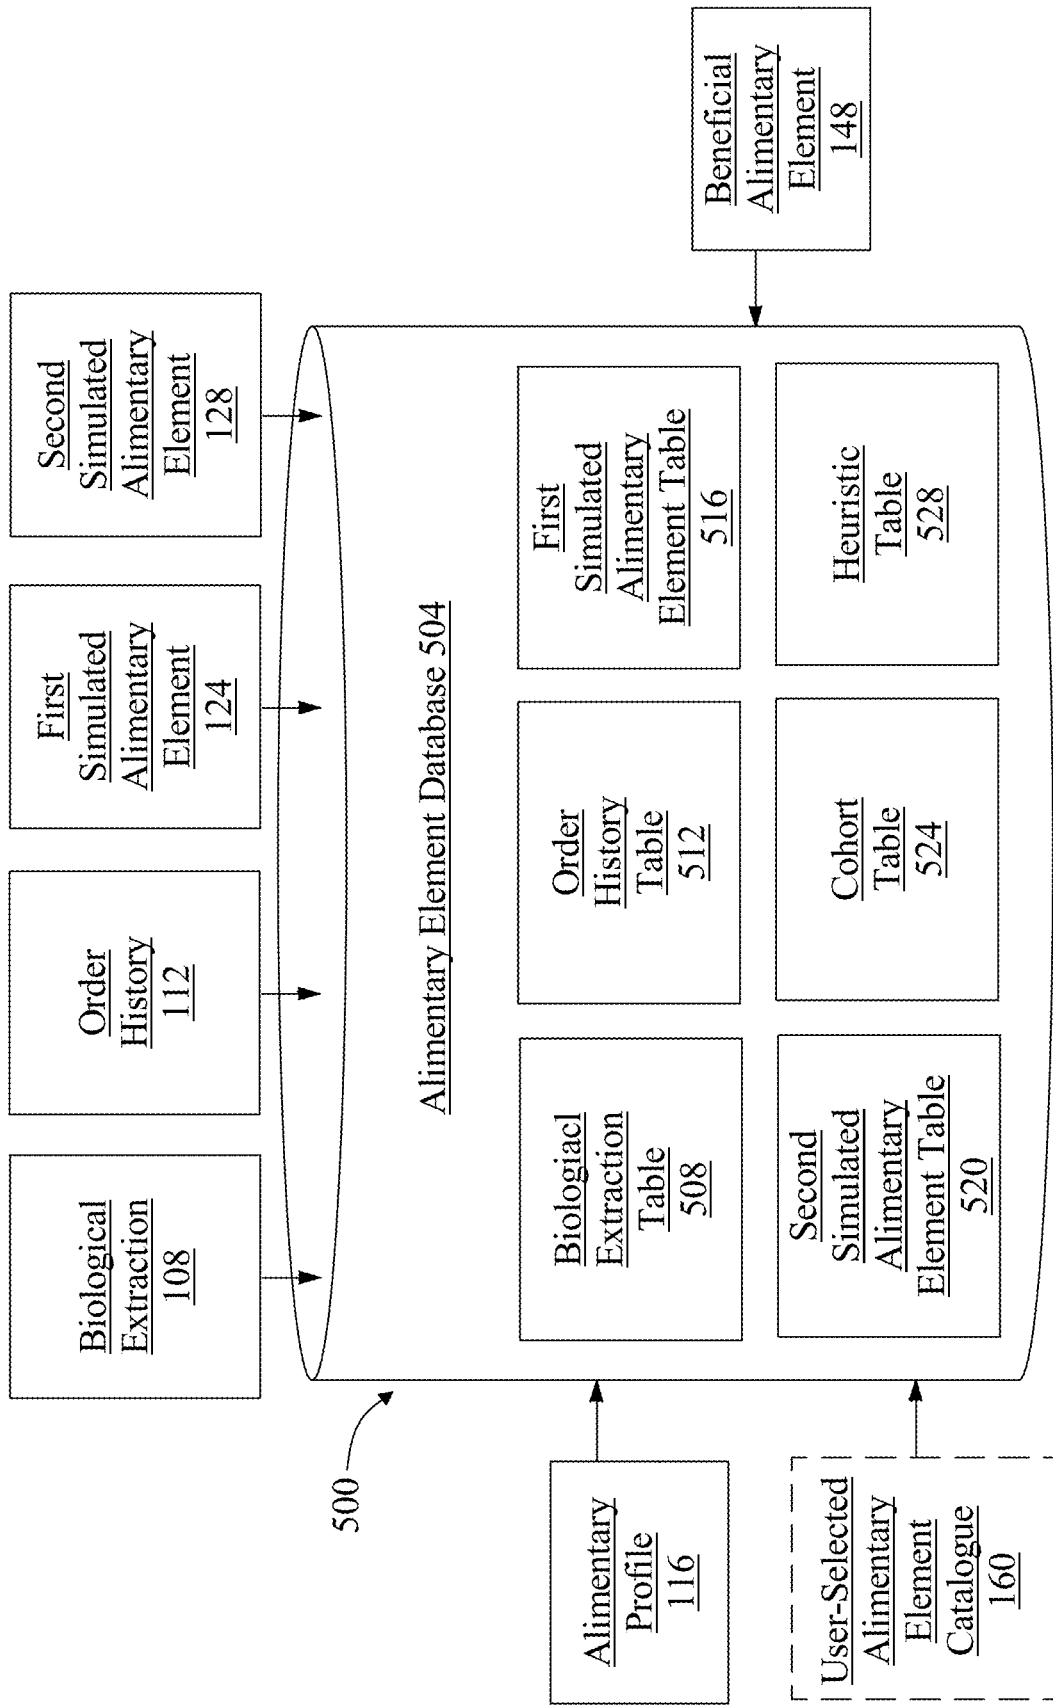 Biological
Extraction
108
Order
History
112
First
Simulated
Alimentary
Element
124
Second
Simulated
Alimentary
Element
128
500
Alimentary Element Database 504
Alimentary
Profile
116
Biologiacl
Extraction
Table
508
Order
History
Table
512
First
Simulated
Alimentary
Element Table
516
Beneficial
Alimentary
Element
148
User-Selected
Alimentary
Element
Catalogue
160
Second
Simulated
Alimentary
Element Table
520
Cohort
Table
524
Heuristic
Table
528